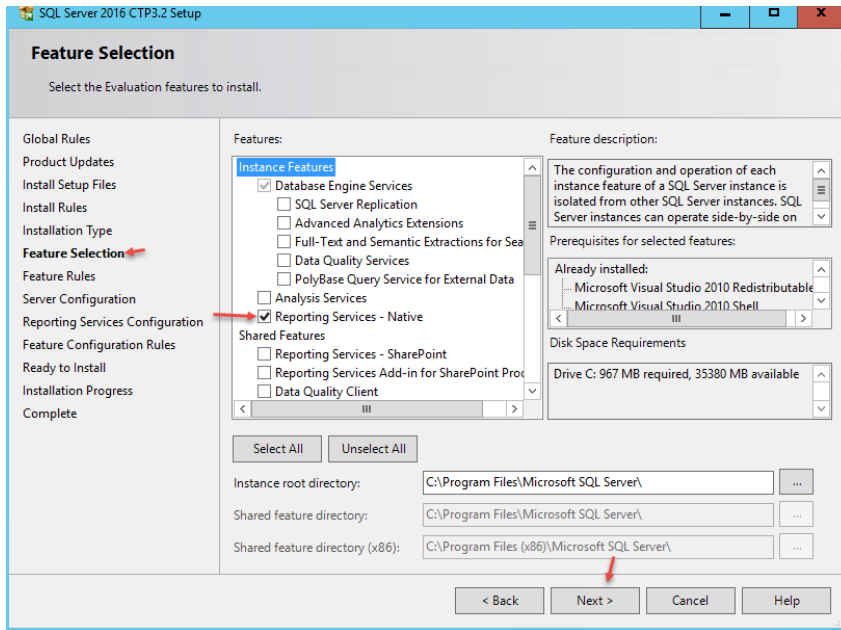 SQL Server 2016 CTP3.2 Setup
Feature Selection
Select the Evaluation features to install.
Global Rules
Product Updates
Install Setup Files
Install Rules
Installation Type
Feature Selection
Feature Rules
Server Configuration
Reporting Services Configuration
Feature Configuration Rules
Ready to Install
Installation Progress
Complete
Features:
Instance Features
Database Engine Services
SQL Server Replication
Advanced Analytics Extensions
Full-Text and Semantic Extractions for Sea
Data Quality Services
PolyBase Query Service for External Data
Analysis Services
Reporting Services - Native
Shared Features
Reporting Services - SharePoint
Reporting Services Add-in for SharePoint Proc
Data Quality Client
Feature description:
The configuration and operation of each
instance feature of a SQL Server instance is
isolated from other SQL Server instances. SQL
Server instances can operate side-by-side on
Prerequisites for selected features:
Already installed:
Microsoft Visual Studio 2010 Redistributable
Microsoft Visual Studio 2010 Shell
Disk Space Requirements
Drive C: 967 MB required, 35380 MB available
Select All
Unselect All
Instance root directory:
C:\Program Files\Microsoft SQL Server\
...
Shared feature directory:
C:\Program Files\Microsoft SQL Server\
...
Shared feature directory (x86):
C:\Program Files (x86)\Microsoft SQL Server\
...
< Back
Next >
Cancel
Help